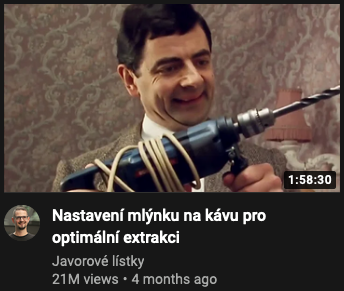 1:58:30
Nastavení mlýnku na kávu pro
optimální extrakci
Javorové lístky
21M views • 4 months ago